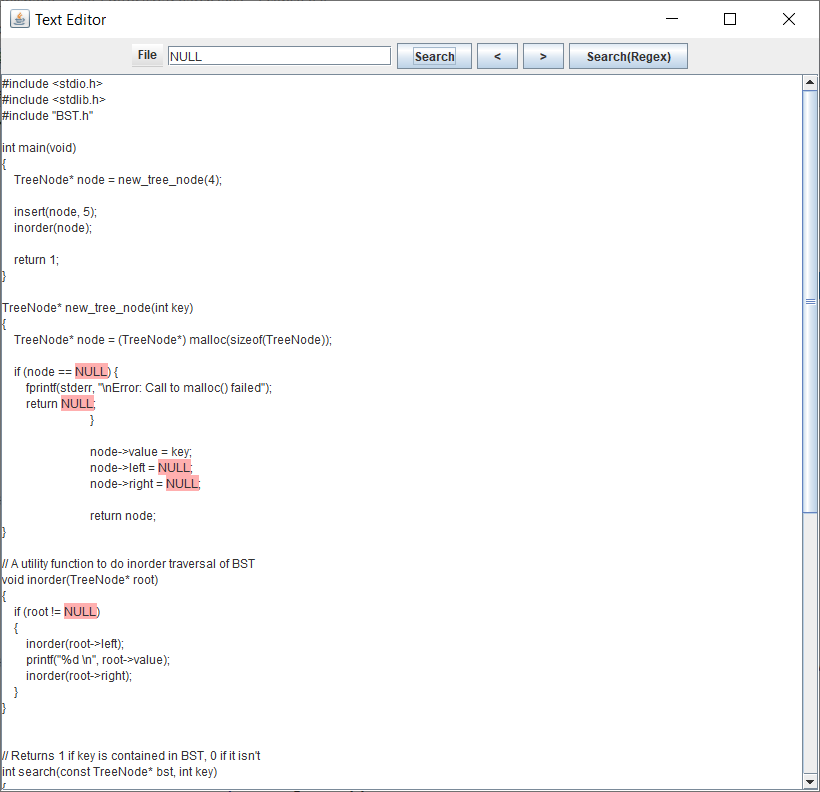 Text Editor
File NULL Search < > Search(Regex)
#include <stdio.h>
#include <stdlib.h>
#include "BST.h"
int main(void)
{
TreeNode* node = new_tree_node(4);
insert(node, 5);
inorder(node);
return 1;
}
TreeNode* new_tree_node(int key)
{
TreeNode* node = (TreeNode*) malloc(sizeof(TreeNode));
if (node == NULL) {
fprintf(stderr, "\nError: Call to malloc() failed");
return NULL;
}
node->value = key;
node->left = NULL;
node->right = NULL;
return node;
}
// A utility function to do inorder traversal of BST
void inorder(TreeNode* root)
{
if (root != NULL)
{
inorder(root->left);
printf("%d \n", root->value);
inorder(root->right);
}
}
// Returns 1 if key is contained in BST, 0 if it isn't
int search(const TreeNode* bst, int key)
{